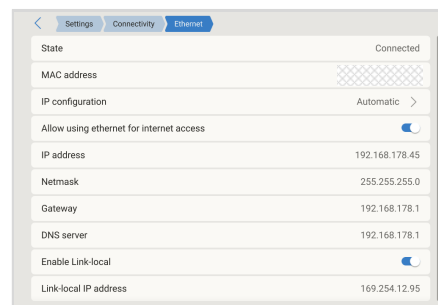 Settings Connectivity Ethernet
State Connected
MAC address
IP configuration Automatic
Allow using ethernet for internet access
IP address 192.168.178.45
Netmask 255.255.255.0
Gateway 192.168.178.1
DNS server 192.168.178.1
Enable Link-local
Link-local IP address 169.254.12.95